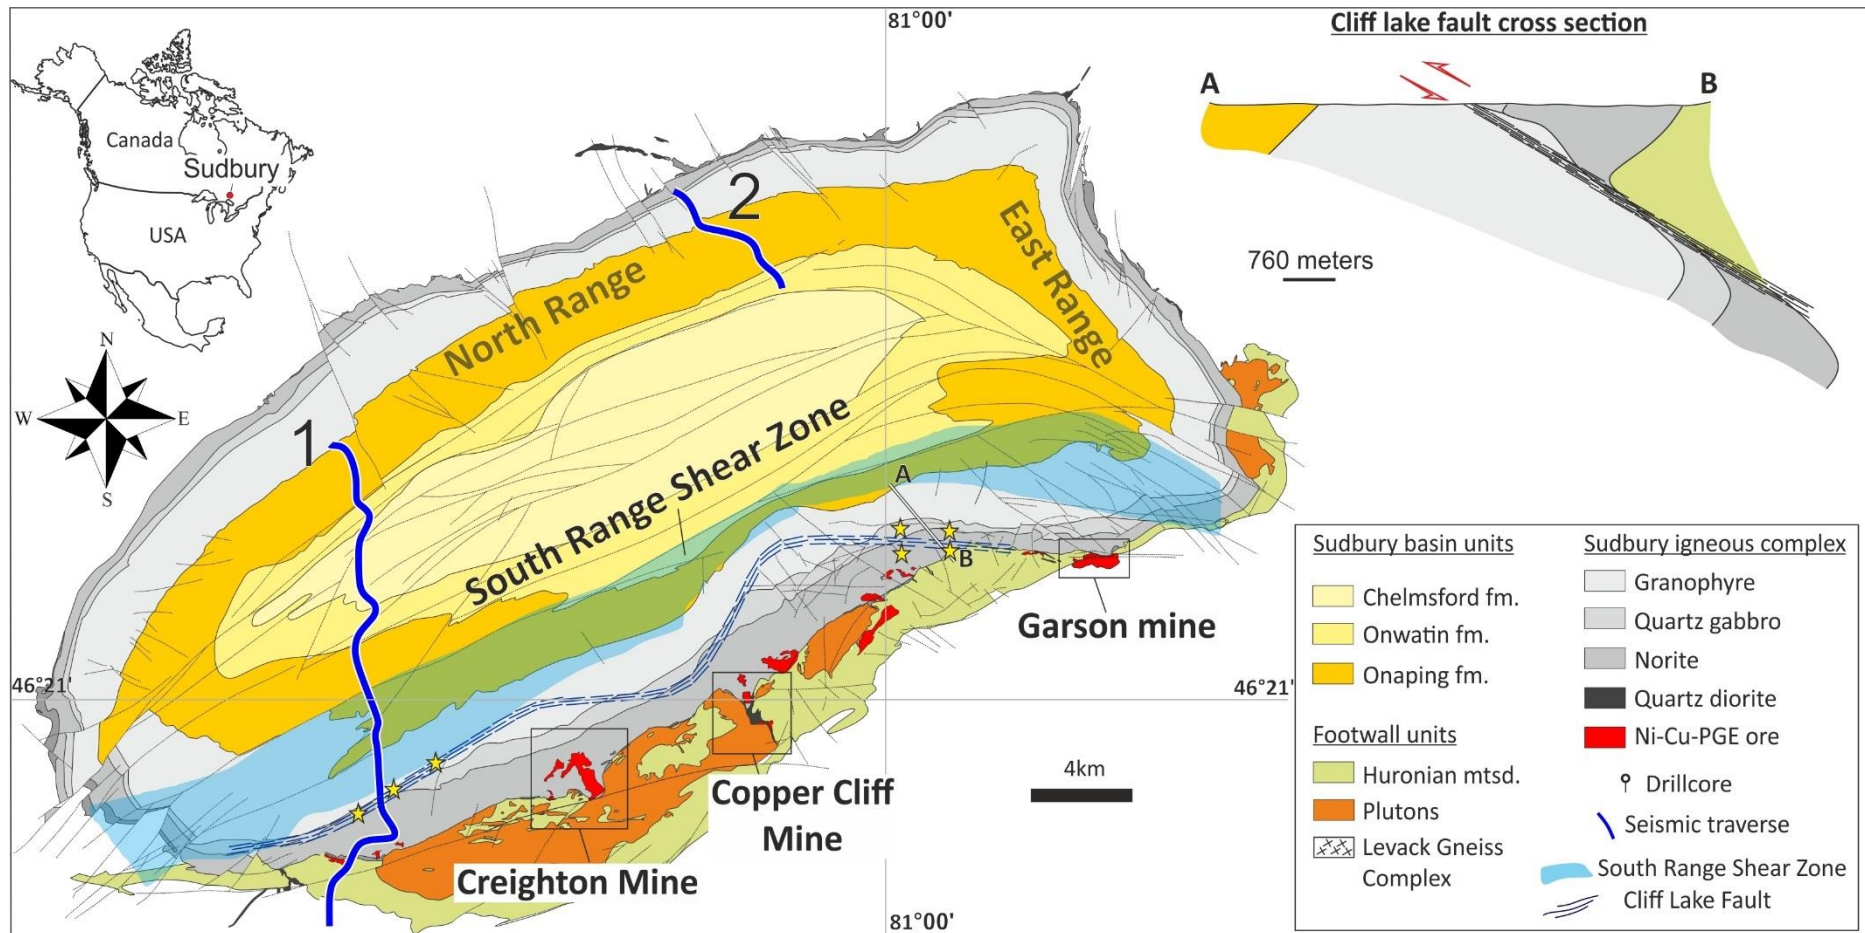 81°00'
Cliff lake fault cross section
A
B
760 meters
Canada
Sudbury
USA
N
W
E
S
1
2
North Range
East Range
South Range Shear Zone
A
B
46°21'
46°21'
Garson mine
Copper Cliff
Mine
Creighton Mine
4km
81°00'
Sudbury basin units
Chelmsford fm.
Onwatin fm.
Onaping fm.
Footwall units
Huronian mtsd.
Plutons
Levack Gneiss
Complex
Sudbury igneous complex
Granophyre
Quartz gabbro
Norite
Quartz diorite
Ni-Cu-PGE ore
Drillcore
Seismic traverse
South Range Shear Zone
Cliff Lake Fault